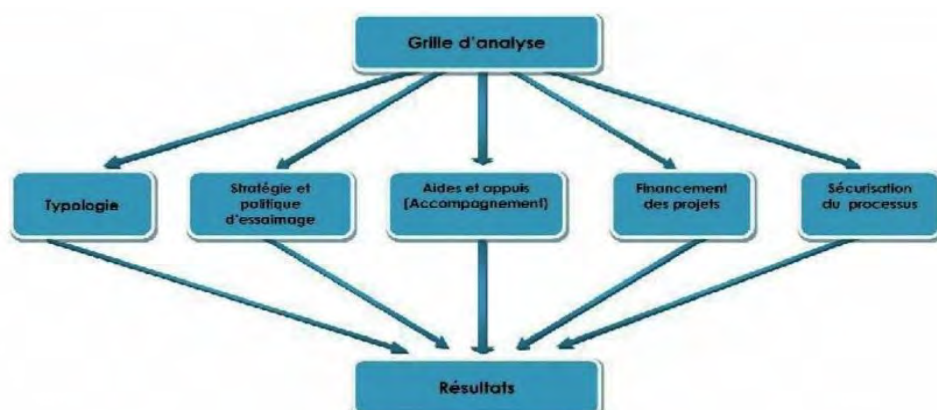 Grille d'analyse
Typologie
Stratégie et
politique
d'essaimage
Aides et appuis
(Accompagnement)
Financement
des projets
Sécurisation
du processus
Résultats